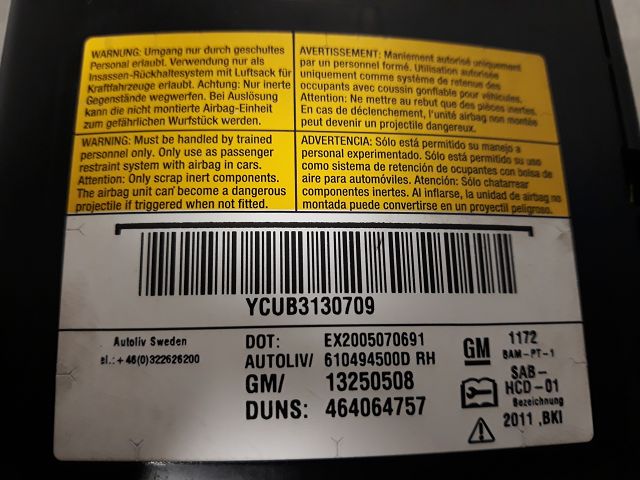 WARNUNG: Umgang nur durch geschultes
Personal erlaubt. Verwendung nur als
Insassen-Rückhaltesystem mit Luftsack für
Kraftfahrzeuge erlaubt. Achtung: Nur inerte
Gegenstände wegwerfen. Bei Auslösung
kann die nicht montierte Airbag-Einheit
zum gefährlichen Wurfstück werden.
AVERTISSEMENT: Maniement autorisé uniquement
par un personnel formé. Utilisation autorisée
uniquement comme système de retenue des
occupants avec coussin gonflable pour véhicules.
Attention: Ne mettre au rebut que des pièces inertes.
En cas de déclenchement, l'unité airbag non montée
peut devenir un projectile dangereux.
WARNING: Must be handled by trained
personnel only. Only use as passenger
restraint system with airbag in cars.
Attention: Only scrap inert components.
The airbag unit can become a dangerous
projectile if triggered when not fitted.
ADVERTENCIA: Sólo está permitido su manejo a
personal experimentado. Sólo está permitido su uso
como sistema de retención de ocupantes con bolsa de
aire para automóviles. Atención: Sólo chatarrear
componentes inertes. Al inflarse, la unidad de airbag no
montada puede convertirse en un proyectil peligroso.
YCUB3130709
Autoliv Sweden
el.:+46(0)322626200
DOT: EX2005070691
AUTOLIV/ 610494500D RH
GM/ 13250508
DUNS: 464064757
GM 1172
BAM-PT-1
SAB-
HCD-01
Bezeichnung
2011 ,BKI